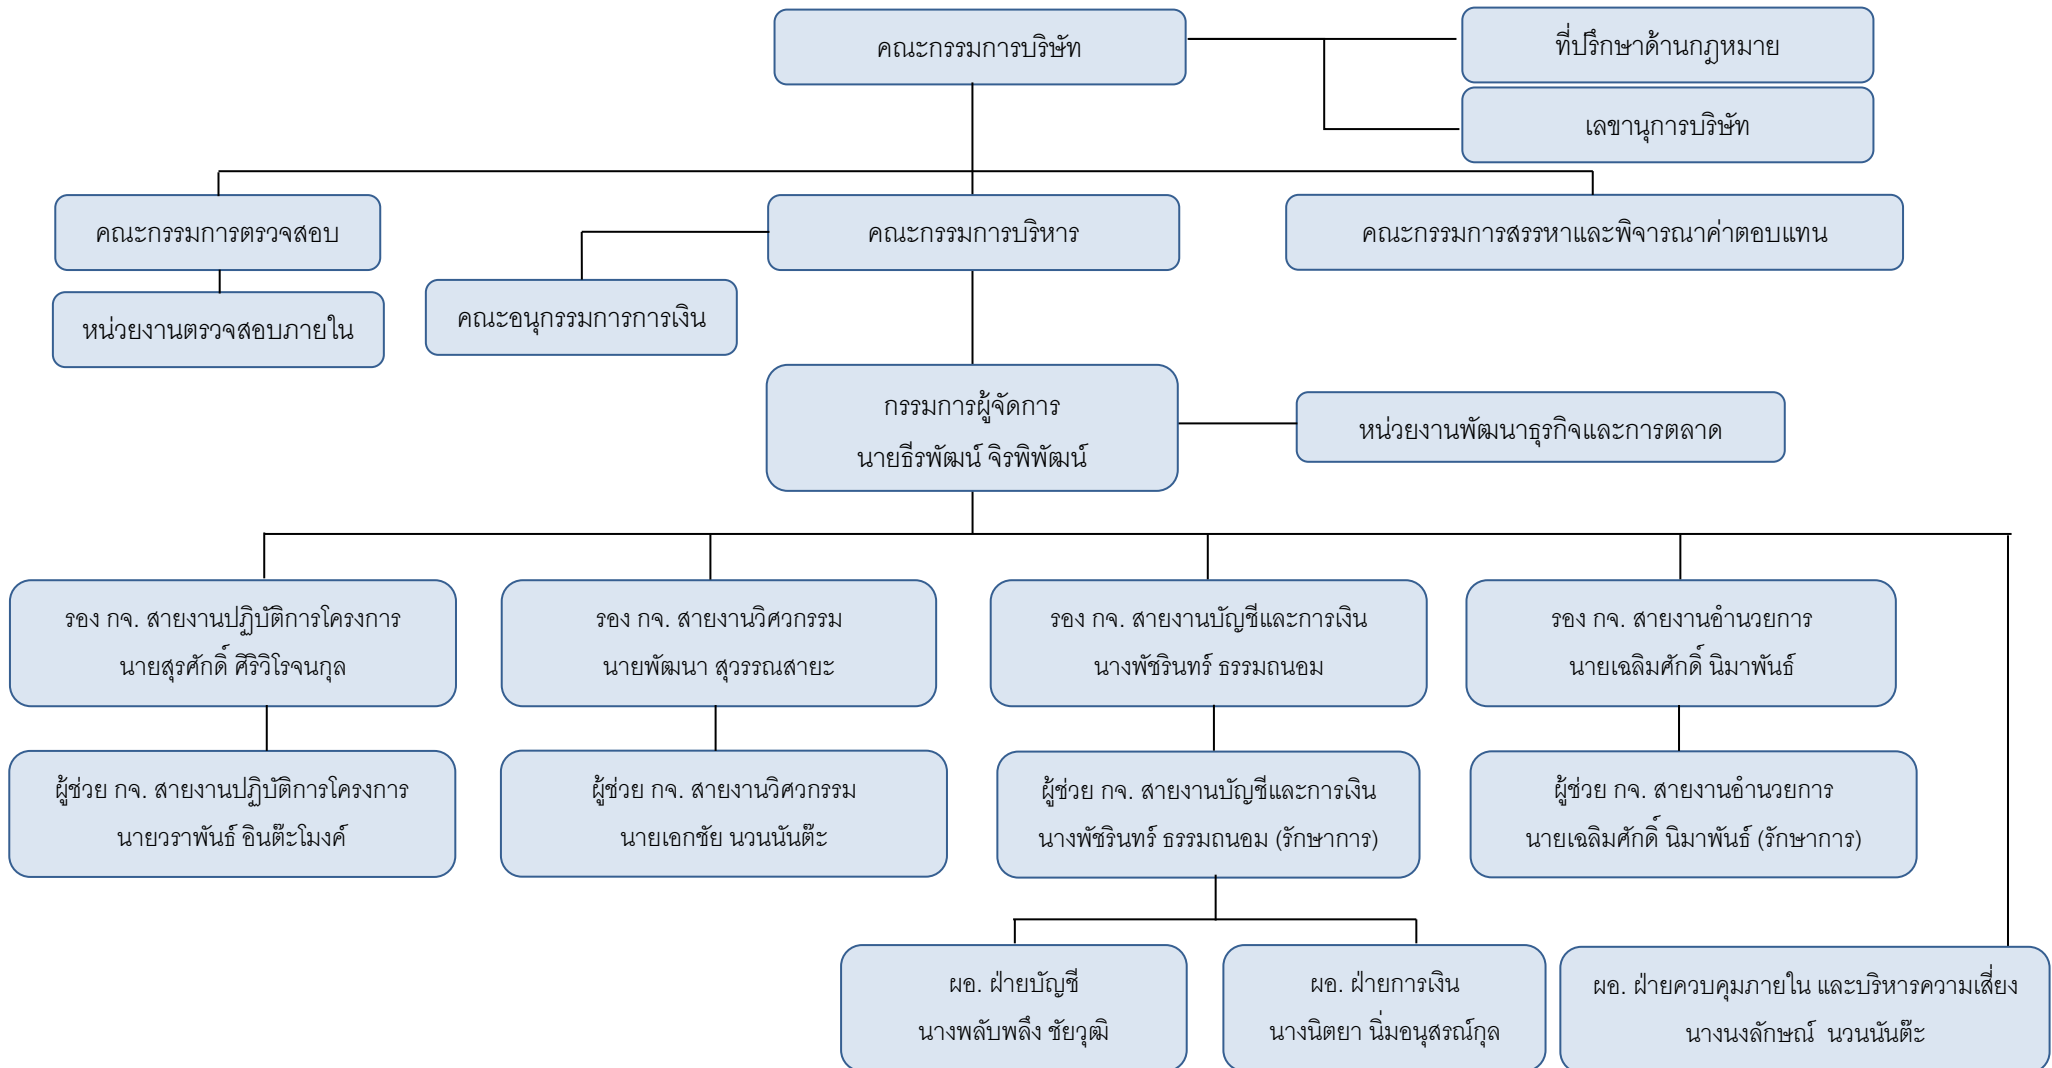 คณะกรรมการบริษัท
ที่ปรึกษาด้านกฎหมาย
เลขานุการบริษัท
คณะกรรมการตรวจสอบ
คณะกรรมการบริหาร
คณะกรรมการสรรหาและพิจารณาค่าตอบแทน
หน่วยงานตรวจสอบภายใน
คณะอนุกรรมการการเงิน
กรรมการผู้จัดการ
นายธีรพัฒน์ จิรพิพัฒน์
หน่วยงานพัฒนาธุรกิจและการตลาด
รอง กจ. สายงานปฏิบัติการโครงการ
นายสุรศักดิ์ ศิริวิโรจนกุล
รอง กจ. สายงานวิศวกรรม
นายพัฒนา สุวรรณสายะ
รอง กจ. สายงานบัญชีและการเงิน
นางพัชรินทร์ ธรรมถนอม
รอง กจ. สายงานอำนวยการ
นายเฉลิมศักดิ์ นิมาพันธ์
ผู้ช่วย กจ. สายงานปฏิบัติการโครงการ
นายวราพันธ์ อินต๊ะโมงค์
ผู้ช่วย กจ. สายงานวิศวกรรม
นายเอกชัย นวนนันต๊ะ
ผู้ช่วย กจ. สายงานบัญชีและการเงิน
นางพัชรินทร์ ธรรมถนอม (รักษาการ)
ผู้ช่วย กจ. สายงานอำนวยการ
นายเฉลิมศักดิ์ นิมาพันธ์ (รักษาการ)
ผอ. ฝ่ายบัญชี
นางพลับพลึง ชัยวุฒิ
ผอ. ฝ่ายการเงิน
นางนิตยา นิ่มอนุสรณ์กุล
ผอ. ฝ่ายควบคุมภายใน และบริหารความเสี่ยง
นางนงลักษณ์ นวนนันต๊ะ